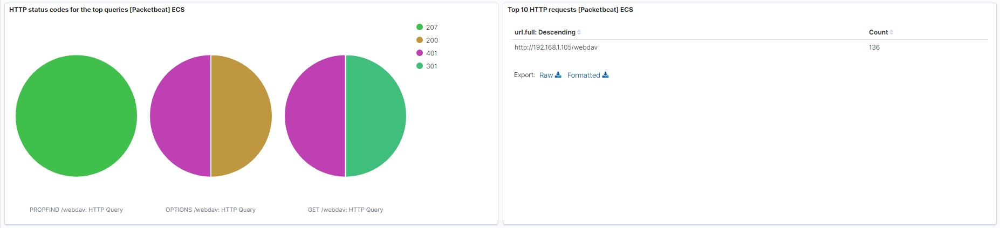 HTTP status codes for the top queries [Packetbeat] ECS
207
200
401
301
PROPFIND /webdav: HTTP Query
OPTIONS /webdav: HTTP Query
GET /webdav: HTTP Query
Top 10 HTTP requests [Packetbeat] ECS
url.full: Descending Count
http://192.168.1.105/webdav 136
Export: Raw Formatted